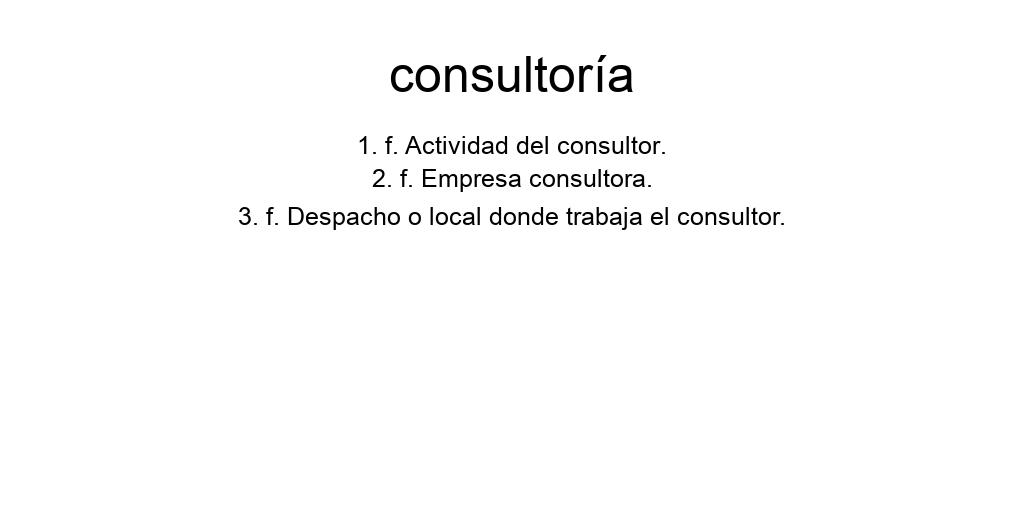 consultoría
1. f. Actividad del consultor.
2. f. Empresa consultora.
3. f. Despacho o local donde trabaja el consultor.